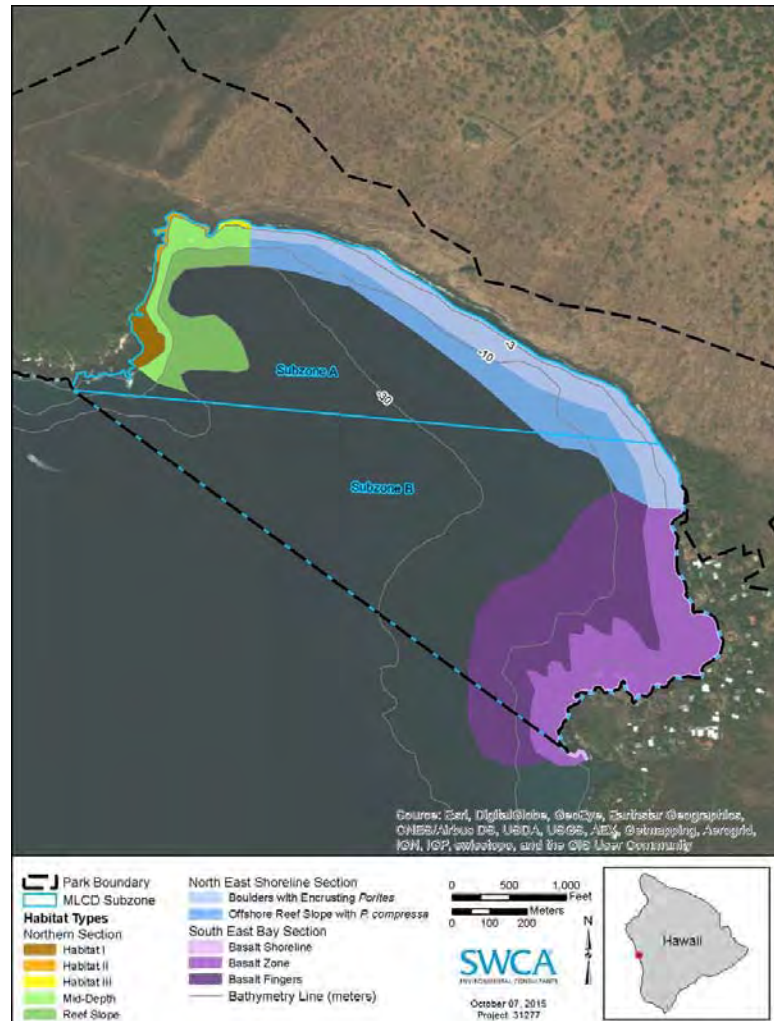 -3
-10
Subzone A
-30
Subzone B
Source: Esri, DigitalGlobe, GeoEye, Earthstar Geographics,
CNES/Airbus DS, USDA, USGS, AEX, Getmapping, Aerogrid,
IGN, IGP, swisstopo, and the GIS User Community
Park Boundary
MLCD Subzone
Habitat Types
Northern Section
Habitat I
Habitat II
Habitat III
Mid-Depth
Reef Slope
North East Shoreline Section
Boulders with Encrusting Porites
Offshore Reef Slope with P. compressa
South East Bay Section
Basalt Shoreline
Basalt Zone
Basalt Fingers
Bathymetry Line (meters)
0 500 1,000
Feet
Meters
0 100 200
N
SWCA
ENVIRONMENTAL CONSULTANTS
October 07, 2015
Project 31277
Hawaii